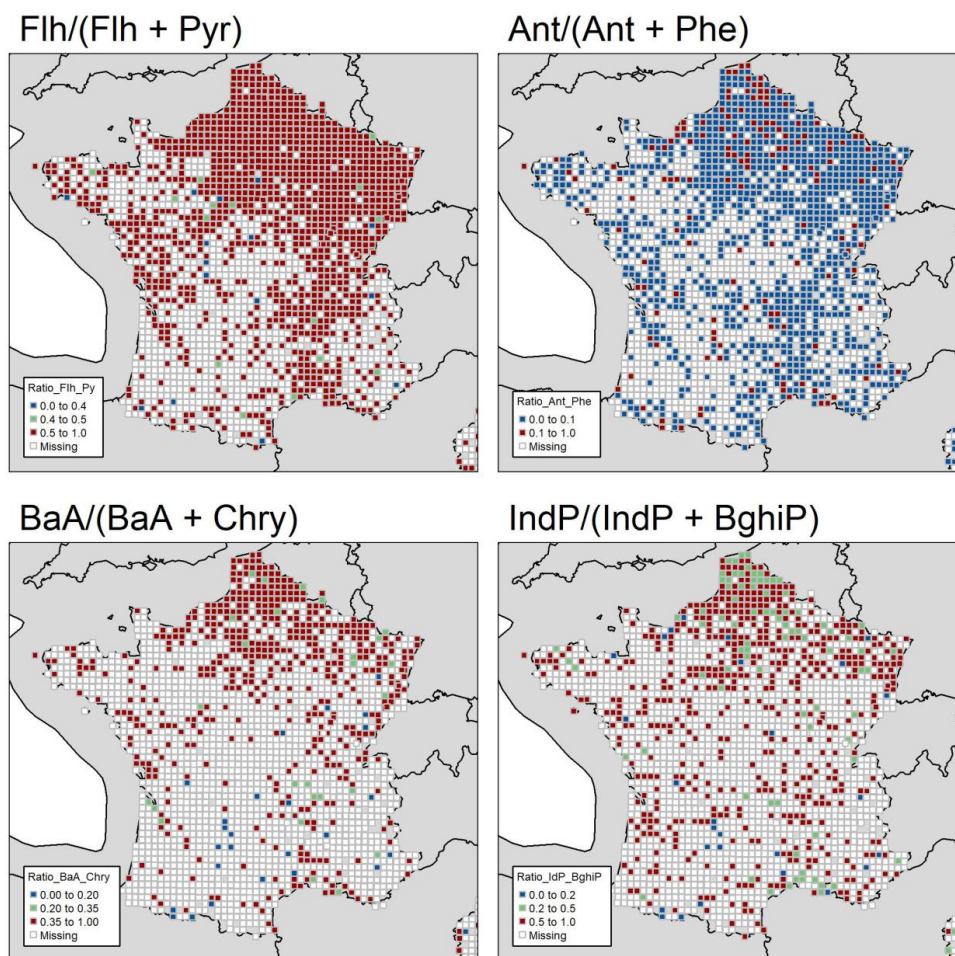 Flh/(Flh + Pyr)
Ant/(Ant + Phe)
Ratio_Flh_Py
0.0 to 0.4
0.4 to 0.5
0.5 to 1.0
Missing
Ratio_Ant_Phe
0.0 to 0.1
0.1 to 1.0
Missing
BaA/(BaA + Chry)
IndP/(IndP + BghiP)
Ratio_BaA_Chry
0.00 to 0.20
0.20 to 0.35
0.35 to 1.00
Missing
Ratio_IdP_BghiP
0.0 to 0.2
0.2 to 0.5
0.5 to 1.0
Missing